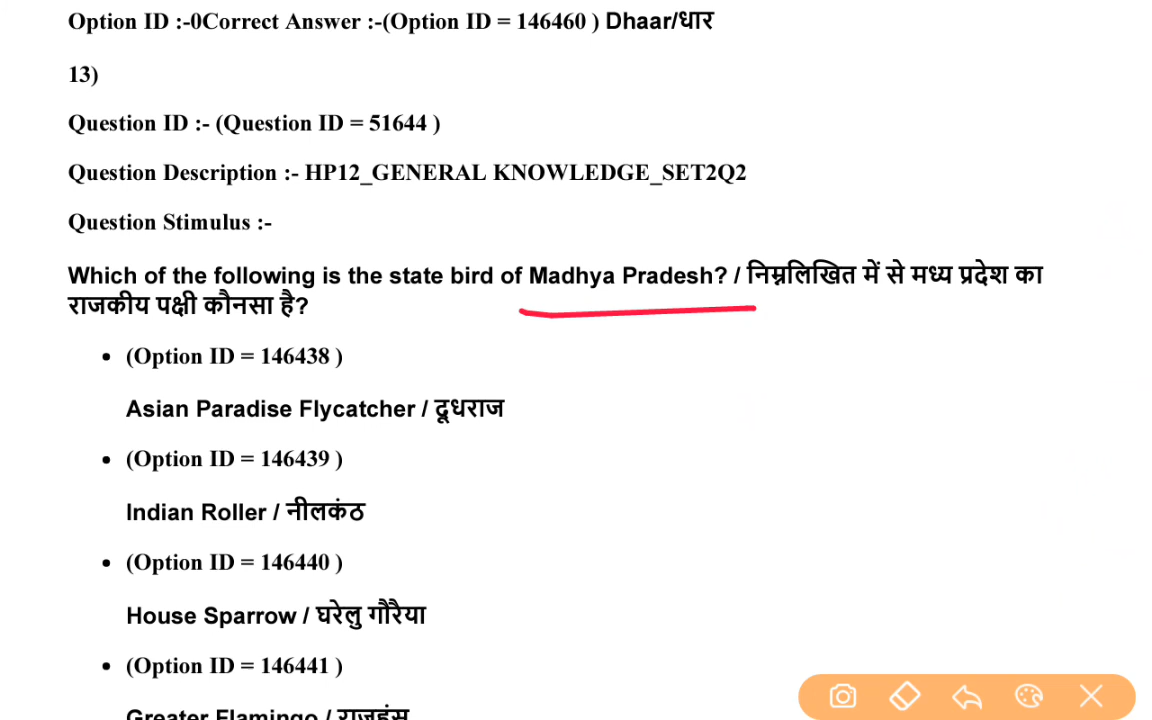 Option ID :-0Correct Answer :-(Option ID = 146460 ) Dhaar/धार
13)
Question ID :- (Question ID = 51644 )
Question Description :- HP12_GENERAL KNOWLEDGE_SET2Q2
Question Stimulus :-
Which of the following is the state bird of Madhya Pradesh? / निम्नलिखित में से मध्य प्रदेश का
राजकीय पक्षी कौनसा है?
• (Option ID = 146438 )
Asian Paradise Flycatcher / दूधराज
• (Option ID = 146439 )
Indian Roller / नीलकंठ
• (Option ID = 146440 )
House Sparrow / घरेलु गौरैया
• (Option ID = 146441 )
Greater Flamingo / राजहंस